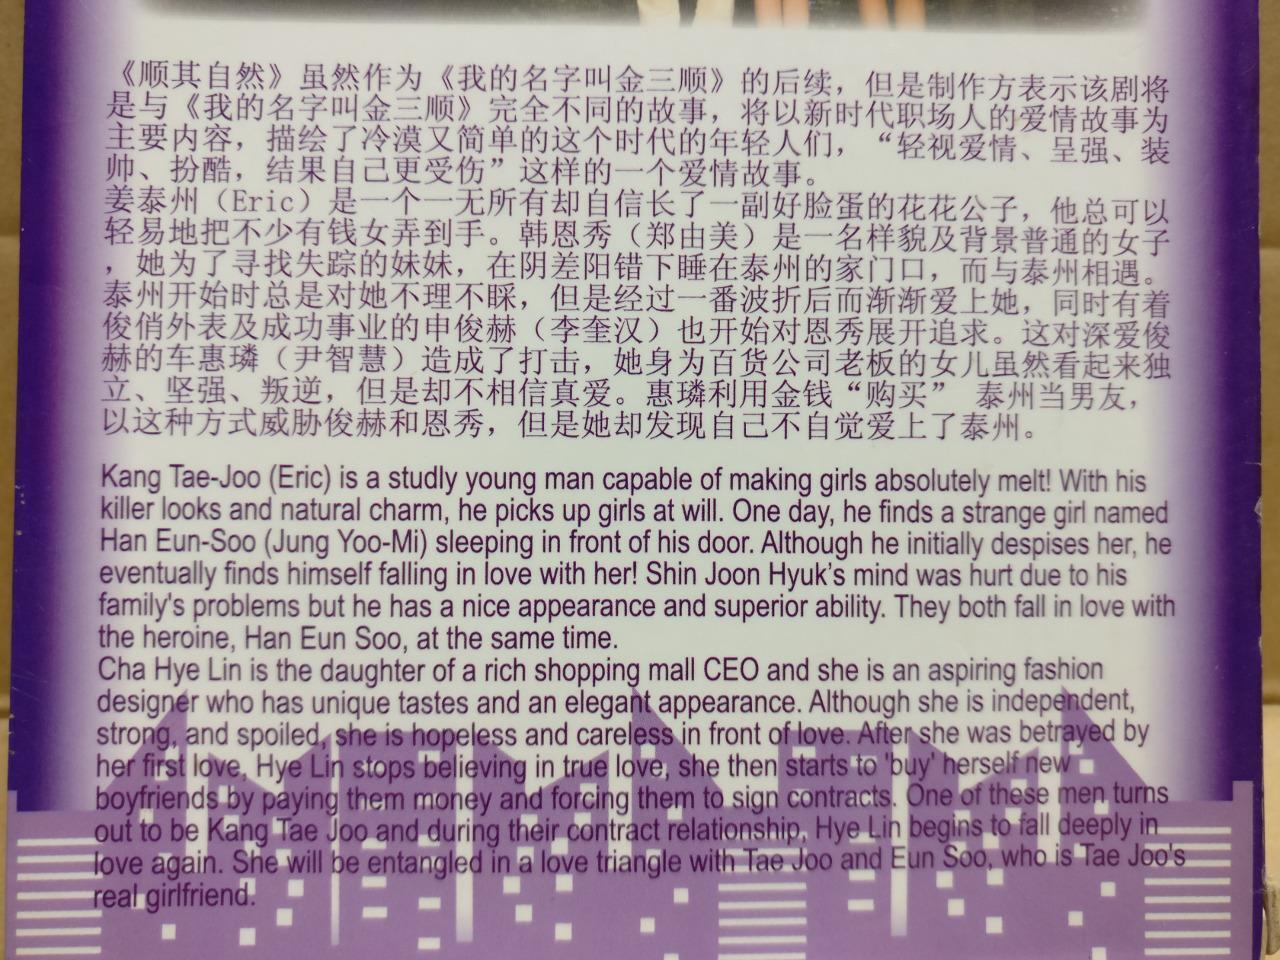 《顺其自然》虽然作为《我的名字叫金三顺》的后续，但是制作方表示该剧将
是与《我的名字叫金三顺》完全不同的故事，将以新时代职场人的爱情故事为
主要内容，描绘了冷漠又简单的这个时代的年轻人们，“轻视爱情、呈强、装
帅、扮酷，结果自己更受伤”这样的一个爱情故事。
姜泰州（Eric）是一个一无所有却自信长了一副好脸蛋的花花公子，他总可以
轻易地把不少有钱女弄到手。韩恩秀（郑由美）是一名样貌及背景普通的女子
，她为了寻找失踪的妹妹，在阴差阳错下睡在泰州的家门口，而与泰州相遇。
泰州开始时总是对她不理不睬，但是经过一番波折后而渐渐爱上她，同时有着
俊俏外表及成功事业的申俊赫（李奎汉）也开始对恩秀展开追求。这对深爱俊
赫的车惠璘（尹智慧）造成了打击，她身为百货公司老板的女儿虽然看起来独
立、坚强、叛逆，但是却不相信真爱。惠璘利用金钱“购买” 泰州当男友，
以这种方式威胁俊赫和恩秀，但是她却发现自己不自觉爱上了泰州。
Kang Tae-Joo (Eric) is a studly young man capable of making girls absolutely melt! With his
killer looks and natural charm, he picks up girls at will. One day, he finds a strange girl named
Han Eun-Soo (Jung Yoo-Mi) sleeping in front of his door. Although he initially despises her, he
eventually finds himself falling in love with her! Shin Joon Hyuk’s mind was hurt due to his
family's problems but he has a nice appearance and superior ability. They both fall in love with
the heroine, Han Eun Soo, at the same time.
Cha Hye Lin is the daughter of a rich shopping mall CEO and she is an aspiring fashion
designer who has unique tastes and an elegant appearance. Although she is independent,
strong, and spoiled, she is hopeless and careless in front of love. After she was betrayed by
her first love, Hye Lin stops believing in true love, she then starts to 'buy' herself new
boyfriends by paying them money and forcing them to sign contracts. One of these men turns
out to be Kang Tae Joo and during their contract relationship, Hye Lin begins to fall deeply in
love again. She will be entangled in a love triangle with Tae Joo and Eun Soo, who is Tae Joo's
real girlfriend.